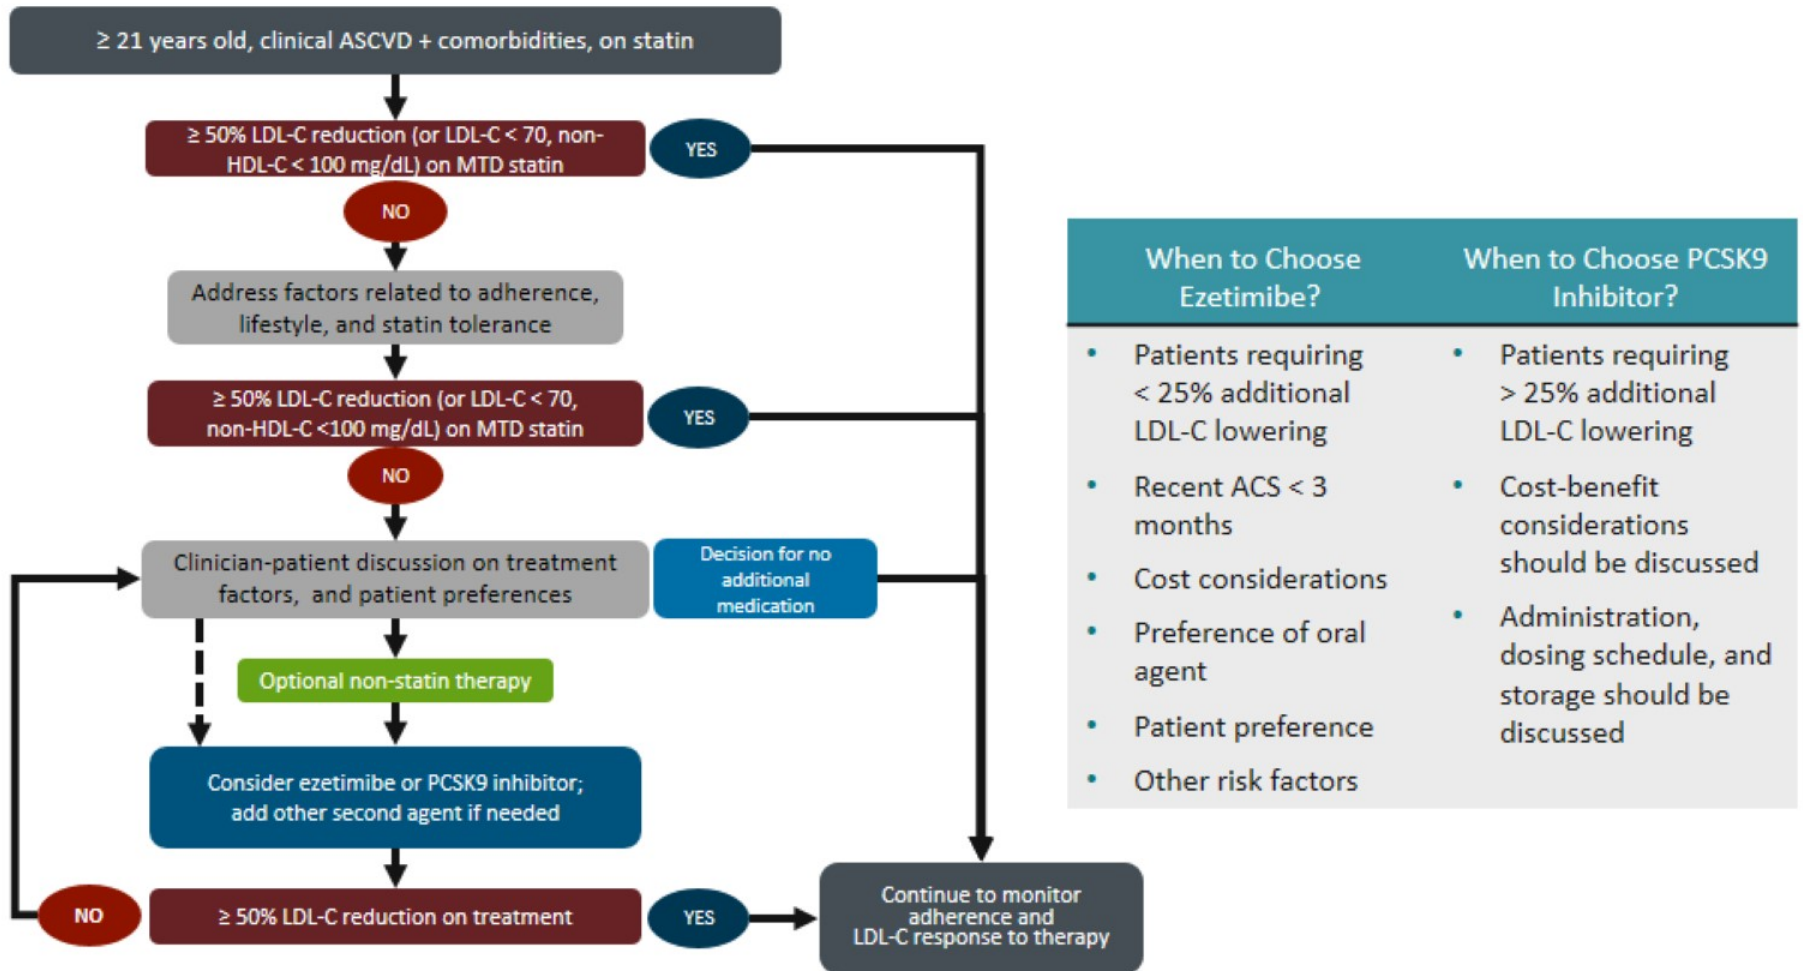 ≥ 21 years old, clinical ASCVD + comorbidities, on statin
≥ 50% LDL-C reduction (or LDL-C < 70, non-
HDL-C < 100 mg/dL) on MTD statin
YES
NO
Address factors related to adherence,
lifestyle, and statin tolerance
≥ 50% LDL-C reduction (or LDL-C < 70,
non-HDL-C <100 mg/dL) on MTD statin
YES
NO
Clinician-patient discussion on treatment
factors, and patient preferences
Decision for no
additional
medication
Optional non-statin therapy
Consider ezetimibe or PCSK9 inhibitor;
add other second agent if needed
NO
≥ 50% LDL-C reduction on treatment
YES
Continue to monitor
adherence and
LDL-C response to therapy
When to Choose
Ezetimibe?
• Patients requiring
< 25% additional
LDL-C lowering
• Recent ACS < 3
months
• Cost considerations
• Preference of oral
agent
• Patient preference
• Other risk factors
When to Choose PCSK9
Inhibitor?
• Patients requiring
> 25% additional
LDL-C lowering
• Cost-benefit
considerations
should be discussed
• Administration,
dosing schedule, and
storage should be
discussed